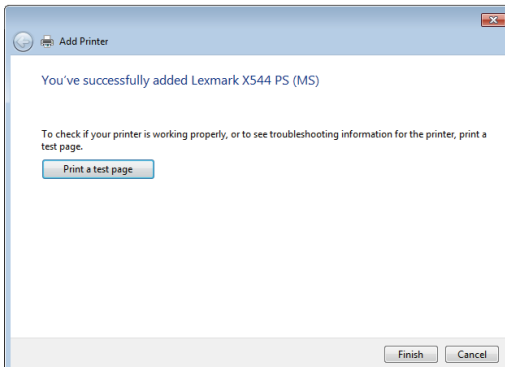 Add Printer
You've successfully added Lexmark X544 PS (MS)
To check if your printer is working properly, or to see troubleshooting information for the printer, print a
test page.
Print a test page
Finish
Cancel